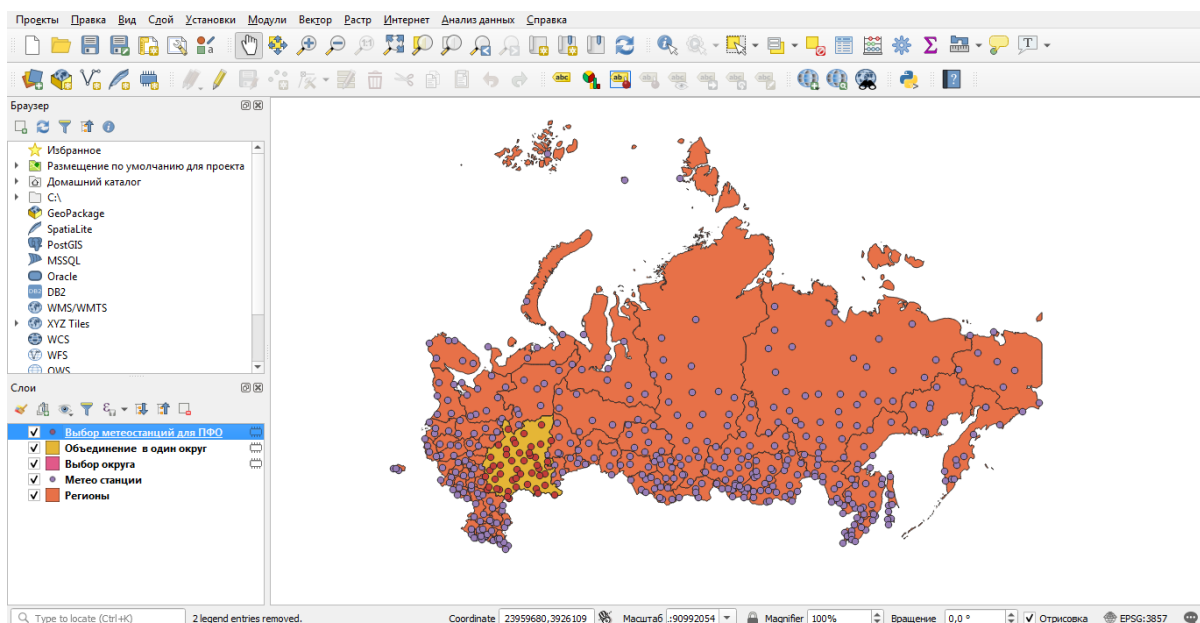 Проекты Правка Вид Слой Установки Модули Вектор Растр Интернет Анализ данных Справка
Браузер
Избранное
Размещение по умолчанию для проекта
Домашний каталог
C:\
GeoPackage
SpatiaLite
PostGIS
MSSQL
Oracle
DB2 DB2
WMS/WMTS
XYZ Tiles
WCS
WFS
OWS
Слои
Выбор метеостанций для ПФО
Объединение в один округ
Выбор округа
Метео станции
Регионы
Type to locate (Ctrl+K) 2 legend entries removed. Coordinate 23959680,3926109 Масштаб :90992054 Magnifier 100% Вращение 0,0 ° Отрисовка EPSG:3857